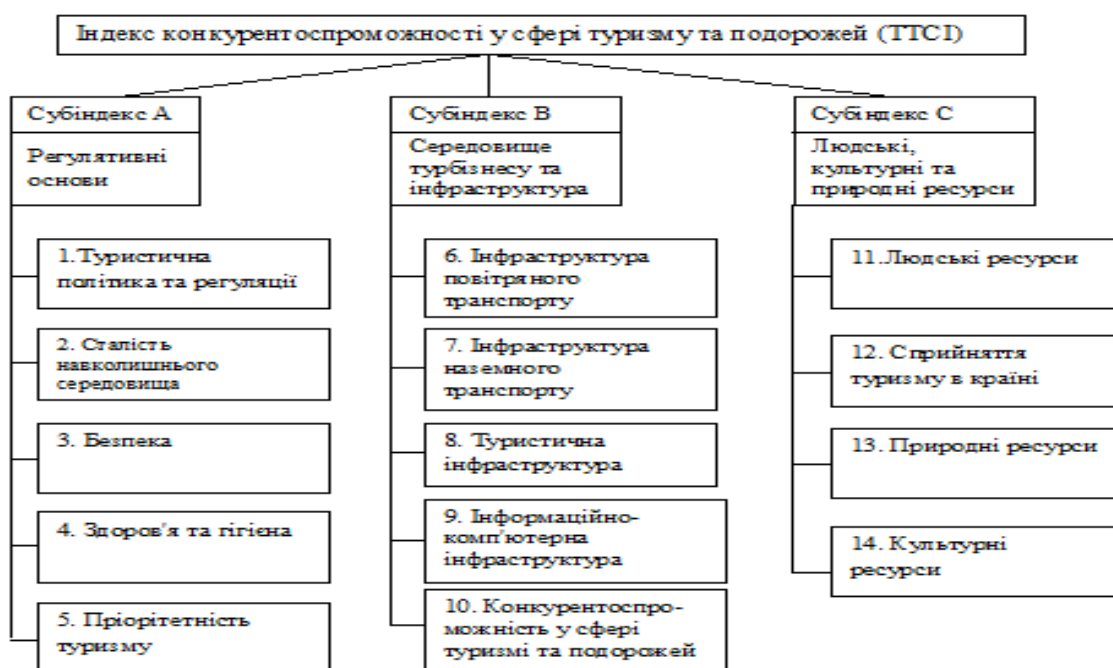 Індекс конкурентоспроможності у сфері туризму та подорожей (ТТСІ)
Субіндекс А
Регулятивні
основи
1.Туристична
політика та регуляції
2. Сталість
навколишнього
середовища
3. Безпека
4. Здоров'я та гігієна
5. Пріорітетність
туризму
Субіндекс В
Середовище
турбізнесу та
інфраструктура
6. Інфраструктура
повітряного
транспорту
7. Інфраструктура
наземного
транспорту
8. Туристична
інфраструктура
9. Інформаційно-
комп'ютерна
інфраструктура
10. Конкурентоспро-
можність у сфері
туризмі та подорожей
Субіндекс С
Людські,
культурні та
природні ресурси
11.Людські ресурси
12. Сприйняття
туризму в країні
13. Природні ресурси
14. Культурні
ресурси